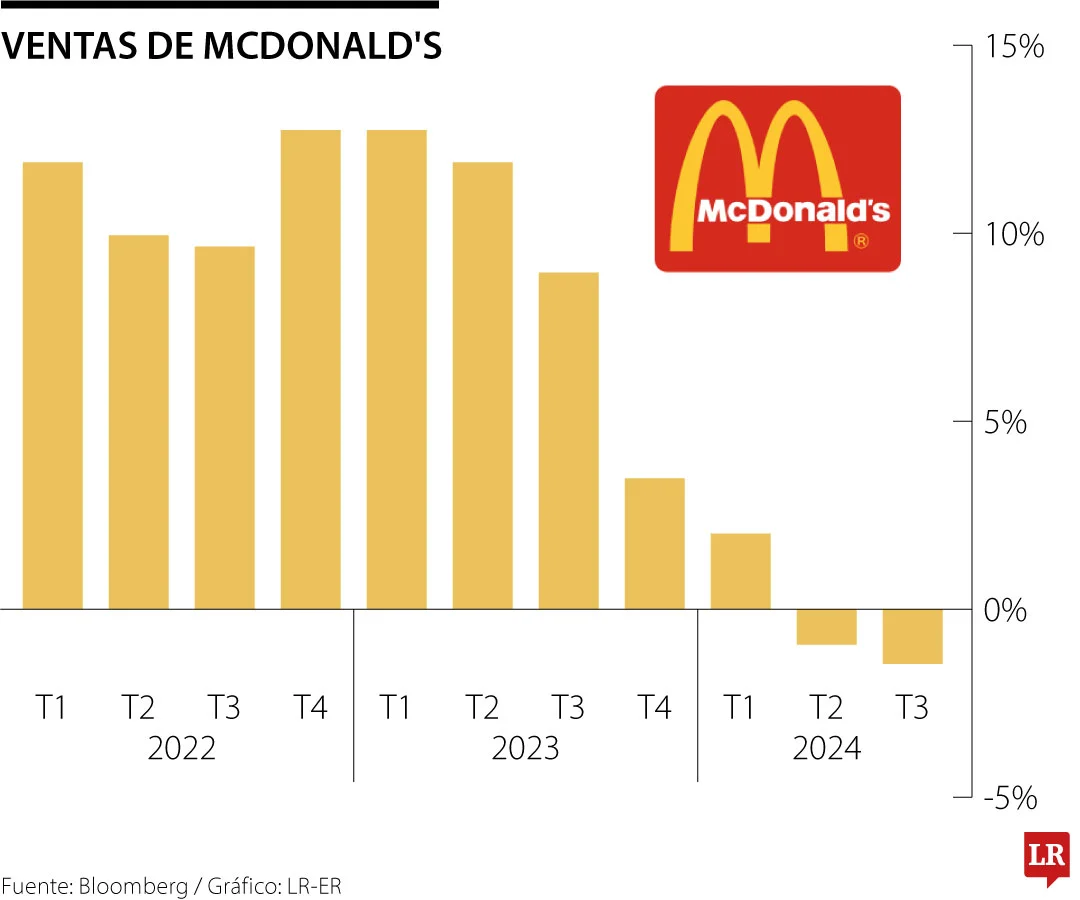 VENTAS DE MCDONALD'S
15%
McDonald's
®
10%
5%
0%
T1 T2 T3 T4 T1 T2 T3 T4 T1 T2 T3
2022 2023 2024
-5%
LR
Fuente: Bloomberg / Gráfico: LR-ER